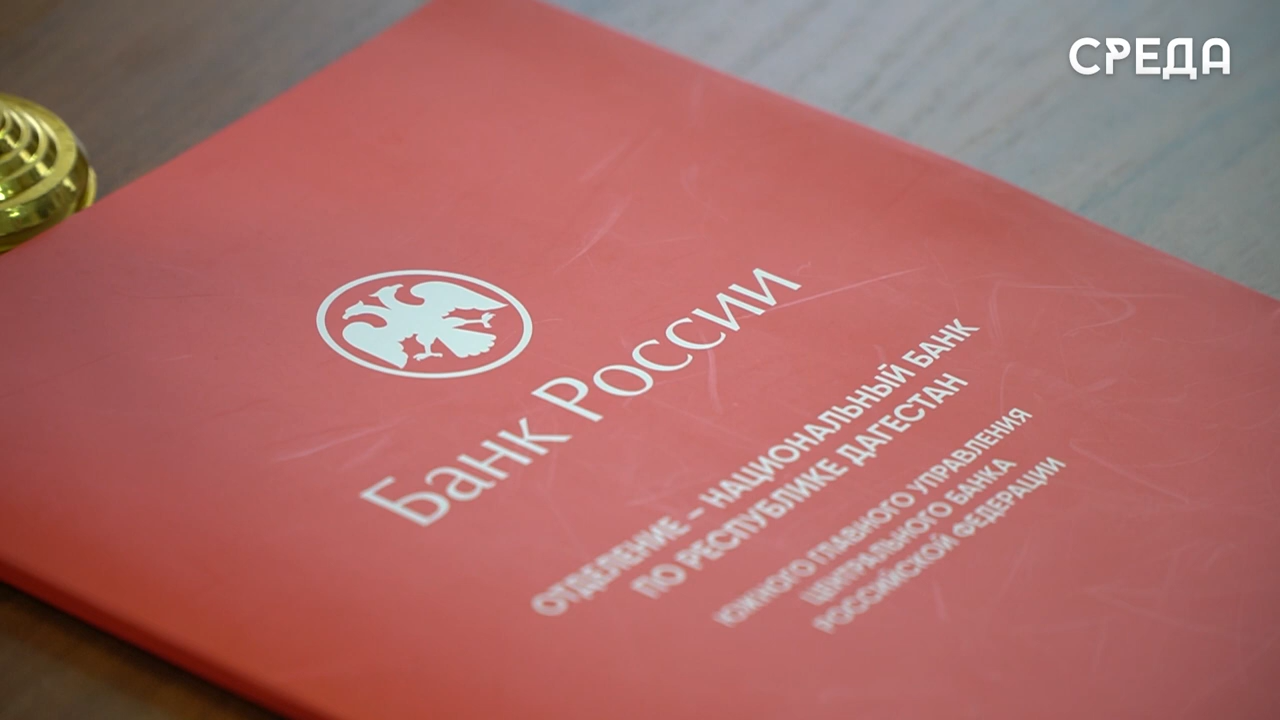 СРЕДА
Банк России
ОТДЕЛЕНИЕ – НАЦИОНАЛЬНЫЙ БАНК
ПО РЕСПУБЛИКЕ ДАГЕСТАН
ЮЖНОГО ГЛАВНОГО УПРАВЛЕНИЯ
ЦЕНТРАЛЬНОГО БАНКА
РОССИЙСКОЙ ФЕДЕРАЦИИ